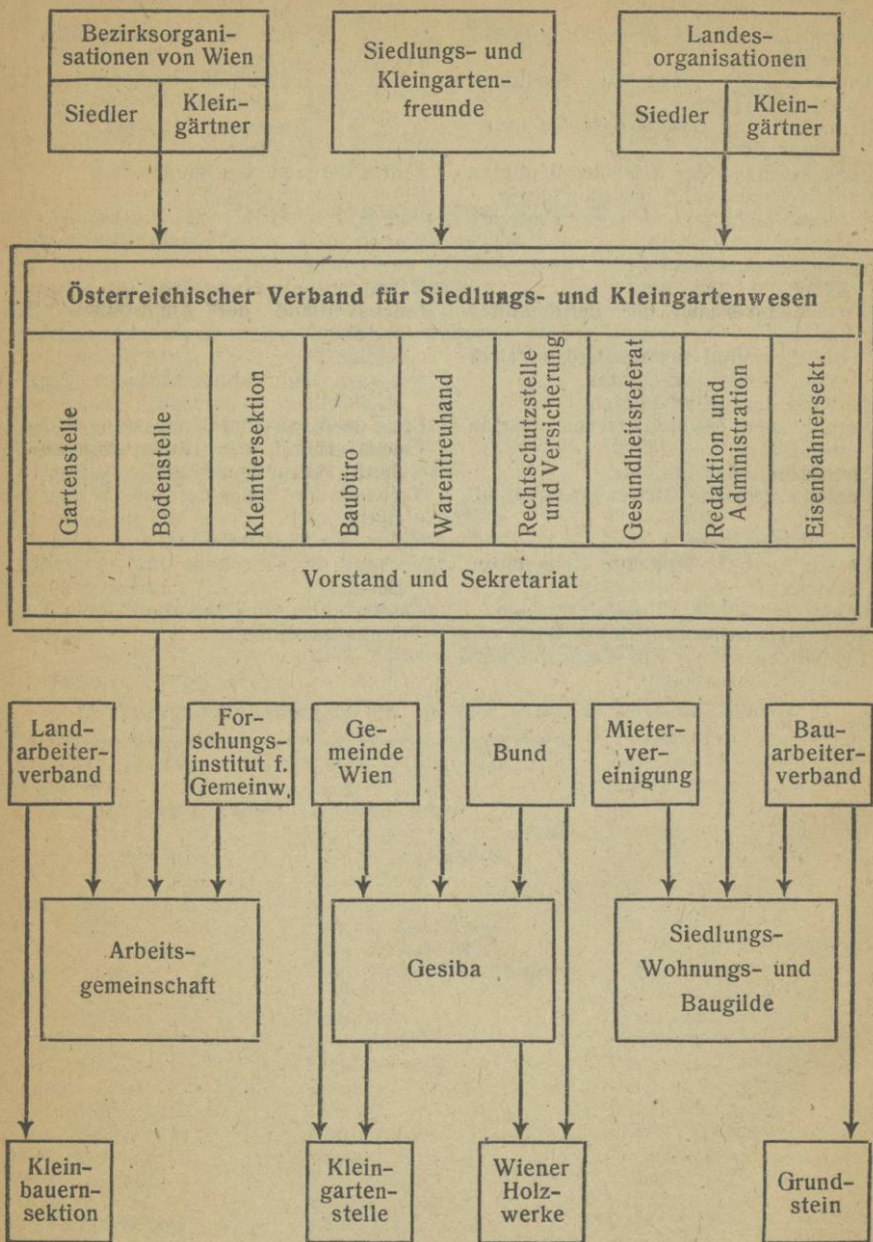 Bezirksorgani-
sationen von Wien
Siedler
Klein-
gärtner
Siedlungs- und
Kleingarten-
freunde
Landes-
organisationen
Siedler
Klein-
gärtner
Österreichischer Verband für Siedlungs- und Kleingartenwesen
Gartenstelle
Bodenstelle
Kleintiersektion
Baubüro
Warentreuhand
Rechtschutzstelle
und Versicherung
Gesundheitsreferat
Redaktion und
Administration
Eisenbahnersekt.
Vorstand und Sekretariat
Land-
arbeiter-
verband
For-
schungs-
institut f.
Gemeinw.
Ge-
meinde
Wien
Bund
Mieter-
ver-
einigung
Bau-
arbeiter-
verband
Arbeits-
gemeinschaft
Gesiba
Siedlungs-
Wohnungs- und
Baugilde
Klein-
bauern-
sektion
Klein-
garten-
stelle
Wiener
Holz-
werke
Grund-
stein